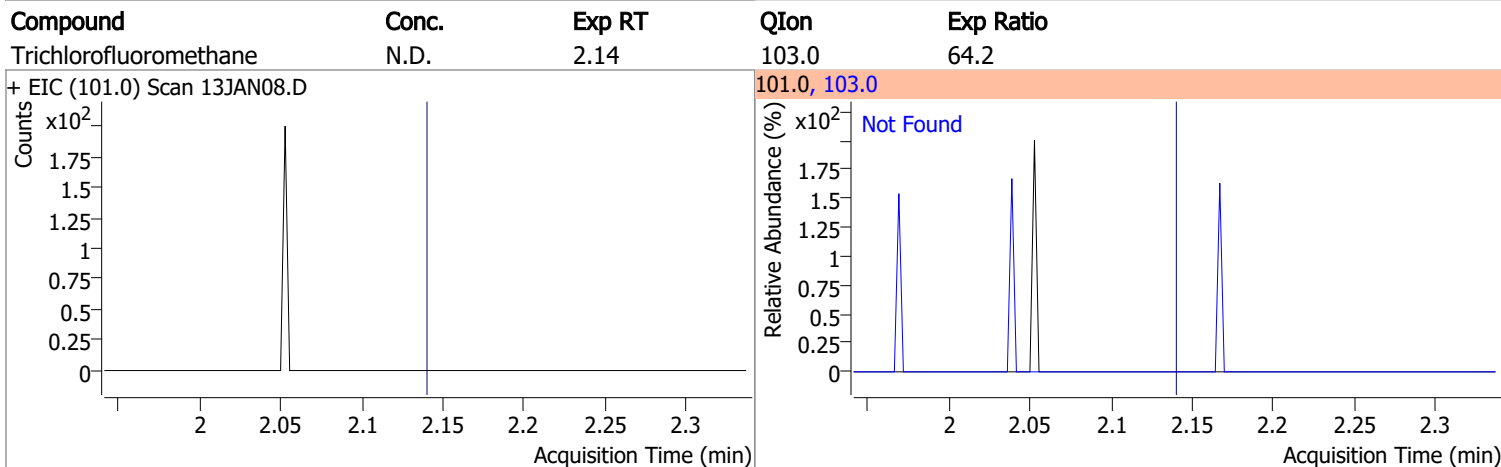 Compound Conc. Exp RT QIon Exp Ratio
Trichlorofluoromethane N.D. 2.14 103.0 64.2
+ EIC (101.0) Scan 13JAN08.D
Counts
x10²
1.75
1.5
1.25
1
0.75
0.5
0.25
0
2 2.05 2.1 2.15 2.2 2.25 2.3
Acquisition Time (min)
101.0, 103.0
Relative Abundance (%)
x10²
Not Found
1.75
1.5
1.25
1
0.75
0.5
0.25
0
2 2.05 2.1 2.15 2.2 2.25 2.3
Acquisition Time (min)